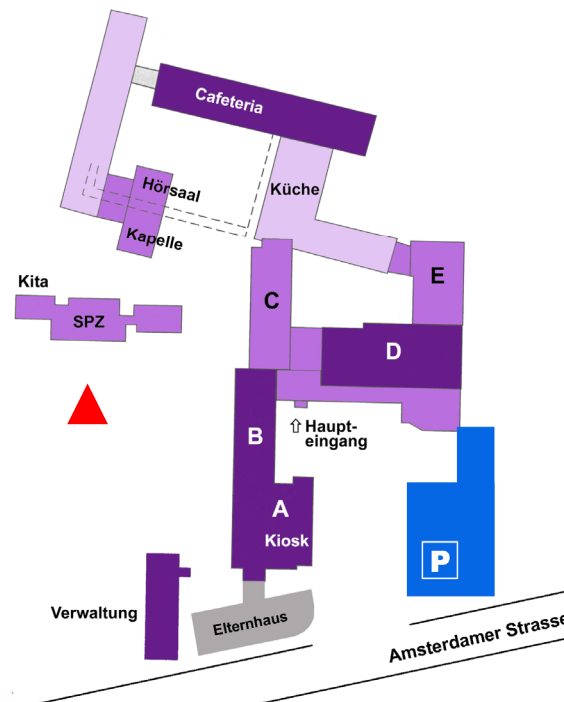 Cafeteria
Hörsaal
Küche
Kapelle
Kita
SPZ
E
C
D
B
Haupt-
eingang
A
Kiosk
P
Verwaltung
Elternhaus
Amsterdamer Strasse